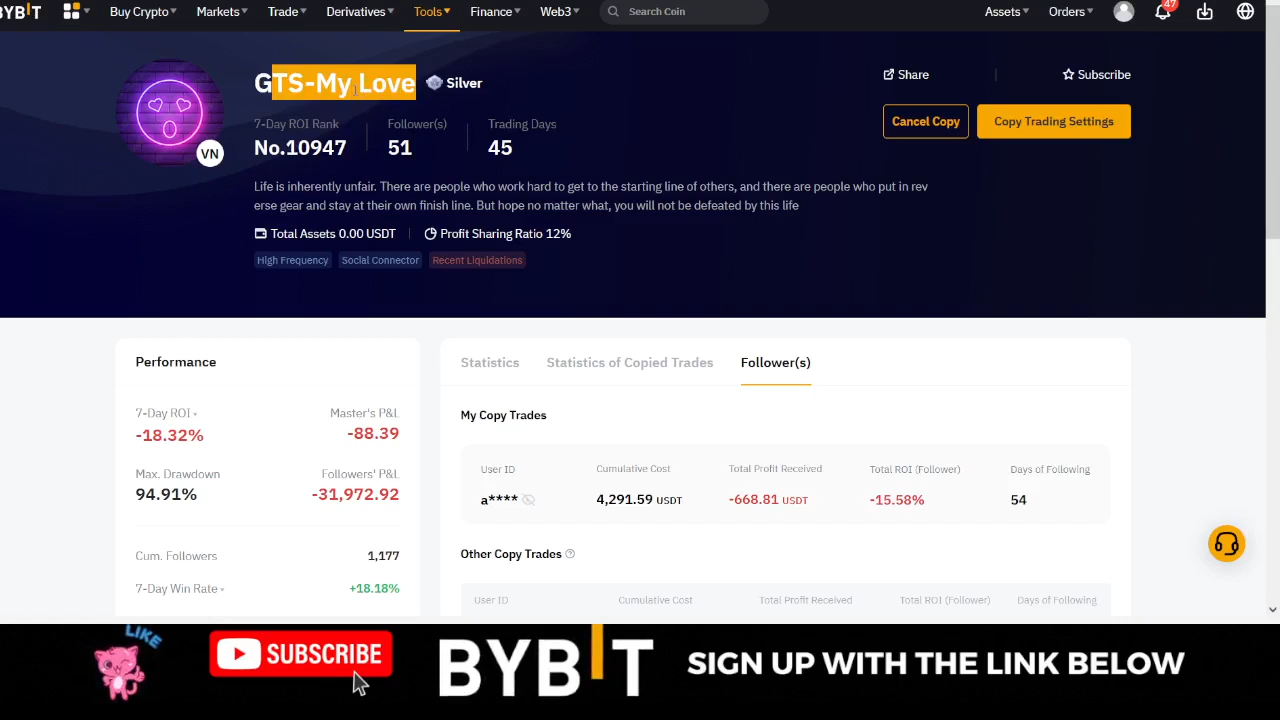 BYBIT
Buy Crypto
Markets
Trade
Derivatives
Tools
Finance
Web3
Search Coin
Assets
Orders
47
GTS-My Love
Silver
Share
Subscribe
7-Day ROI Rank
Follower(s)
Trading Days
Cancel Copy
Copy Trading Settings
No.10947
51
45
VN
Life is inherently unfair. There are people who work hard to get to the starting line of others, and there are people who put in rev
erse gear and stay at their own finish line. But hope no matter what, you will not be defeated by this life
Total Assets 0.00 USDT
Profit Sharing Ratio 12%
High Frequency
Social Connector
Recent Liquidations
Performance
7-Day ROI
Master's P&L
-18.32%
-88.39
Max. Drawdown
Followers' P&L
94.91%
-31,972.92
Cum. Followers
1,177
7-Day Win Rate
+18.18%
Statistics
Statistics of Copied Trades
Follower(s)
My Copy Trades
User ID
Cumulative Cost
Total Profit Received
Total ROI (Follower)
Days of Following
a****
4,291.59 USDT
-668.81 USDT
-15.58%
54
Other Copy Trades
User ID
Cumulative Cost
Total Profit Received
Total ROI (Follower)
Days of Following
LIKE
SUBSCRIBE
BYBIT
SIGN UP WITH THE LINK BELOW